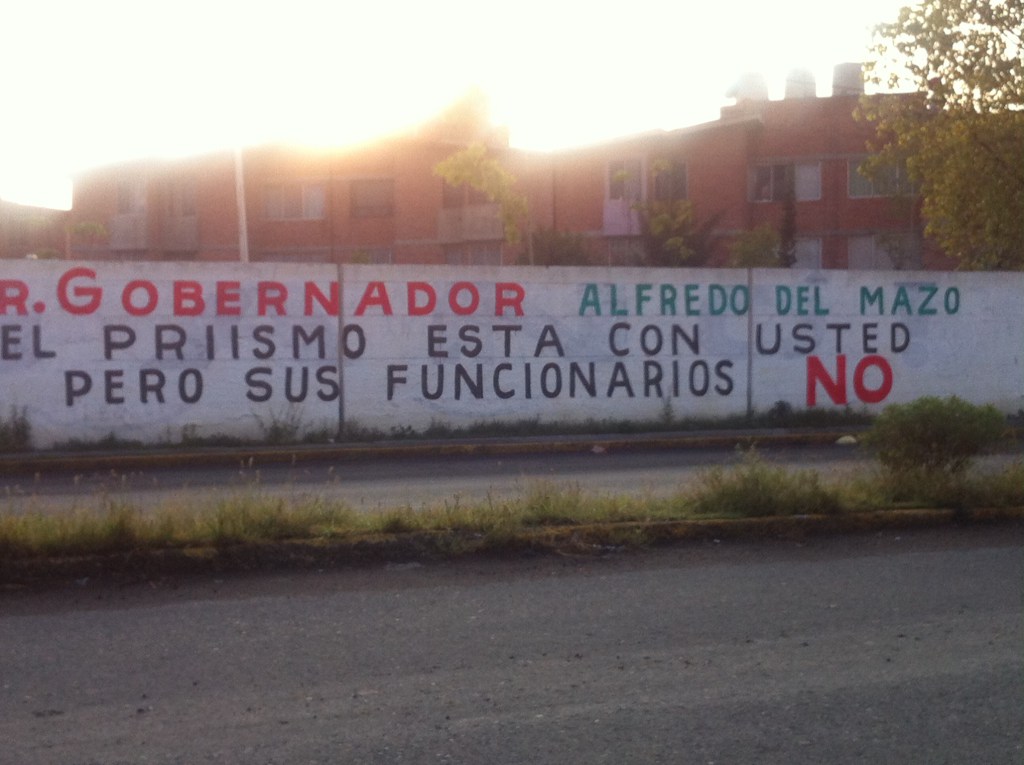 R. GOBERNADOR ALFREDO DEL MAZO
EL PRIISMO ESTA CON USTED
PERO SUS FUNCIONARIOS NO